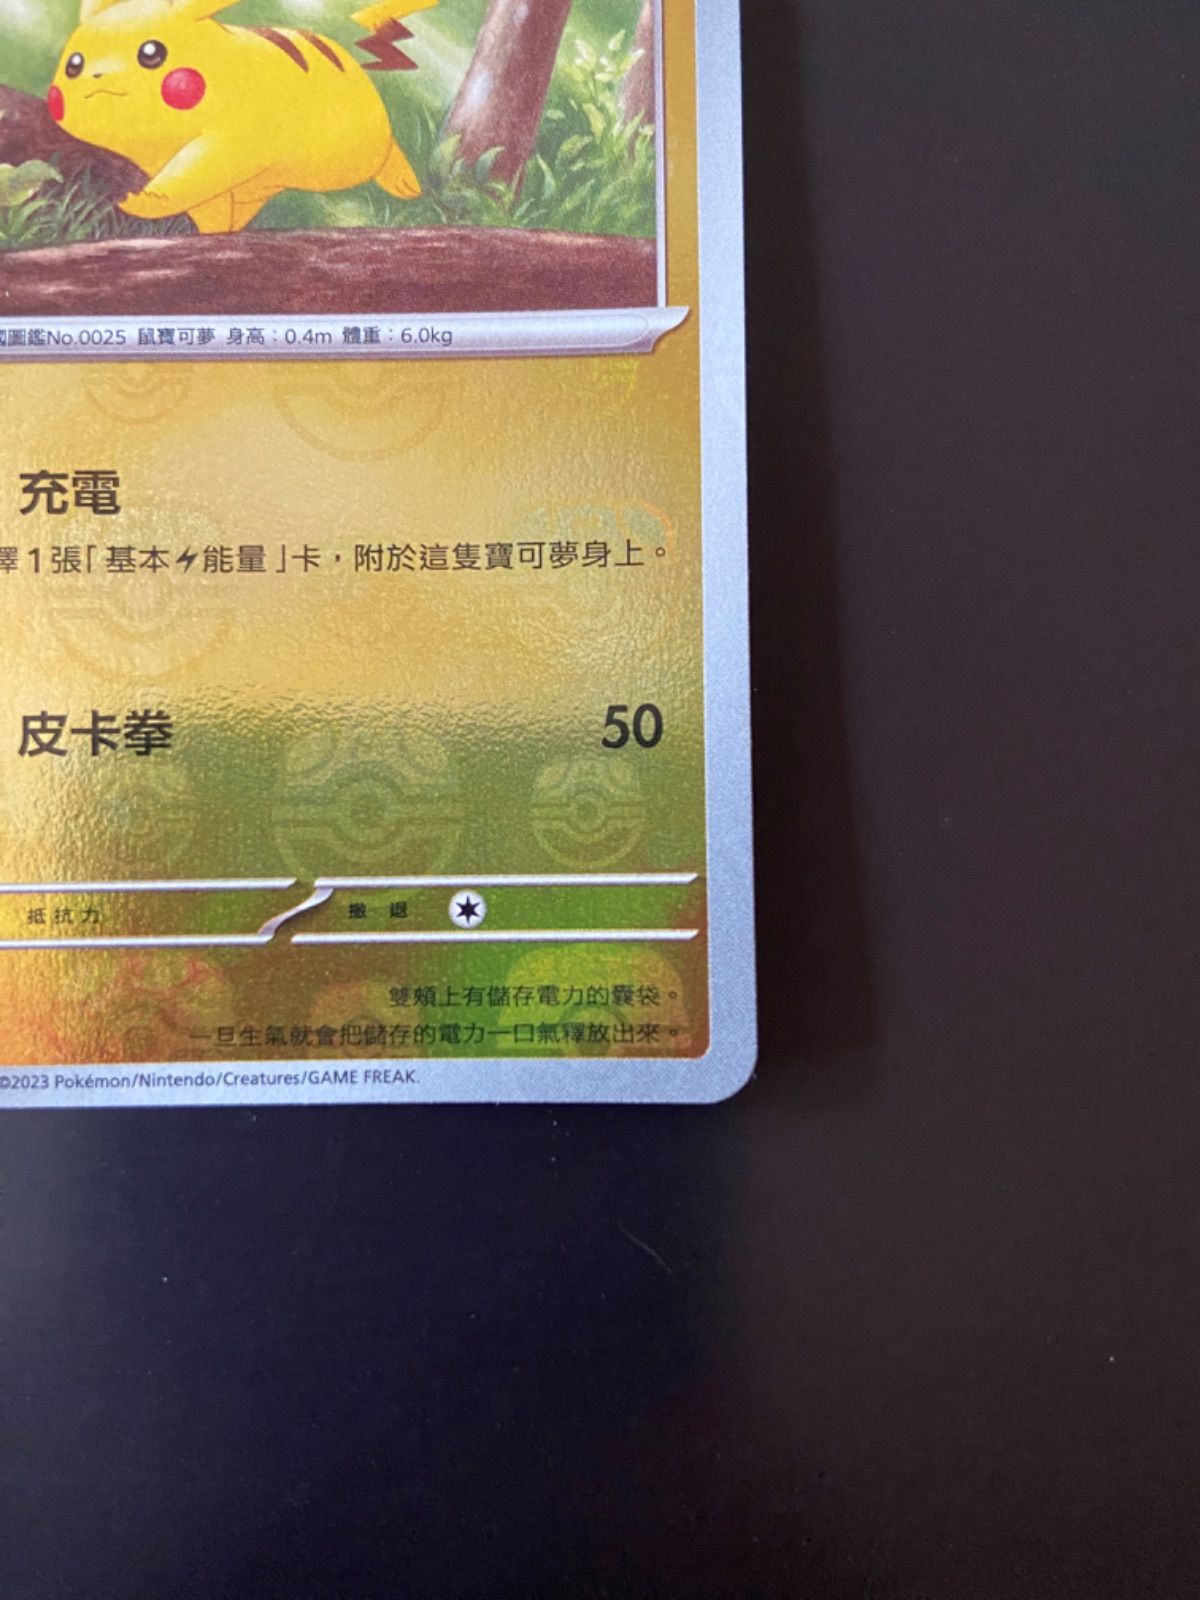 國圖鑑No.0025 鼠寶可夢 身高：0.4m 體重：6.0kg
充電
擇1張「基本能量」卡，附於這隻寶可夢身上。
皮卡拳 50
抵抗力 撤退
雙頰上有儲存電力的囊袋。
一旦生氣就會把儲存的電力一口氣釋放出來。
©2023 Pokémon/Nintendo/Creatures/GAME FREAK.